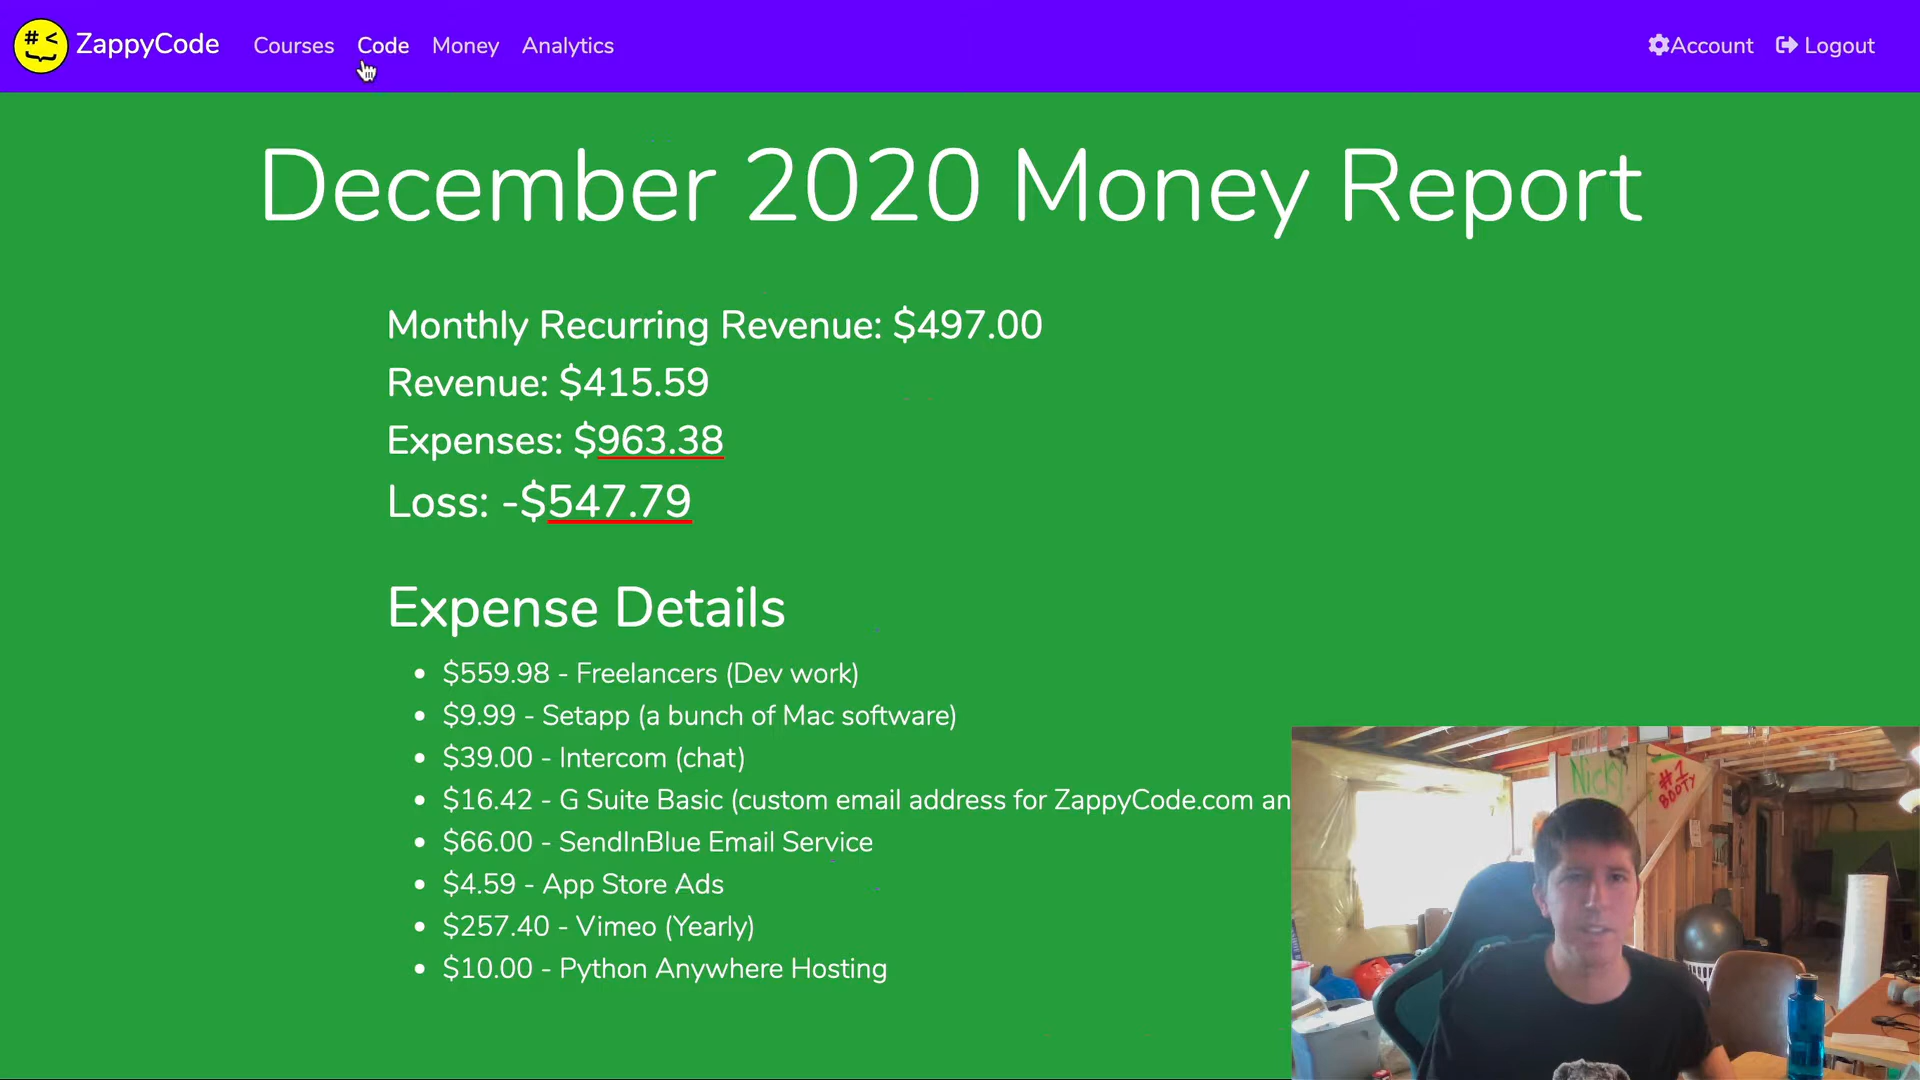 # <
ZappyCode
Courses
Code
Money
Analytics
Account
Logout
December 2020 Money Report
Monthly Recurring Revenue: $497.00
Revenue: $415.59
Expenses: $963.38
Loss: -$547.79
Expense Details
• $559.98 - Freelancers (Dev work)
• $9.99 - Setapp (a bunch of Mac software)
• $39.00 - Intercom (chat)
• $16.42 - G Suite Basic (custom email address for ZappyCode.com an
• $66.00 - SendInBlue Email Service
• $4.59 - App Store Ads
• $257.40 - Vimeo (Yearly)
• $10.00 - Python Anywhere Hosting
Nicky
#1
BOOTY